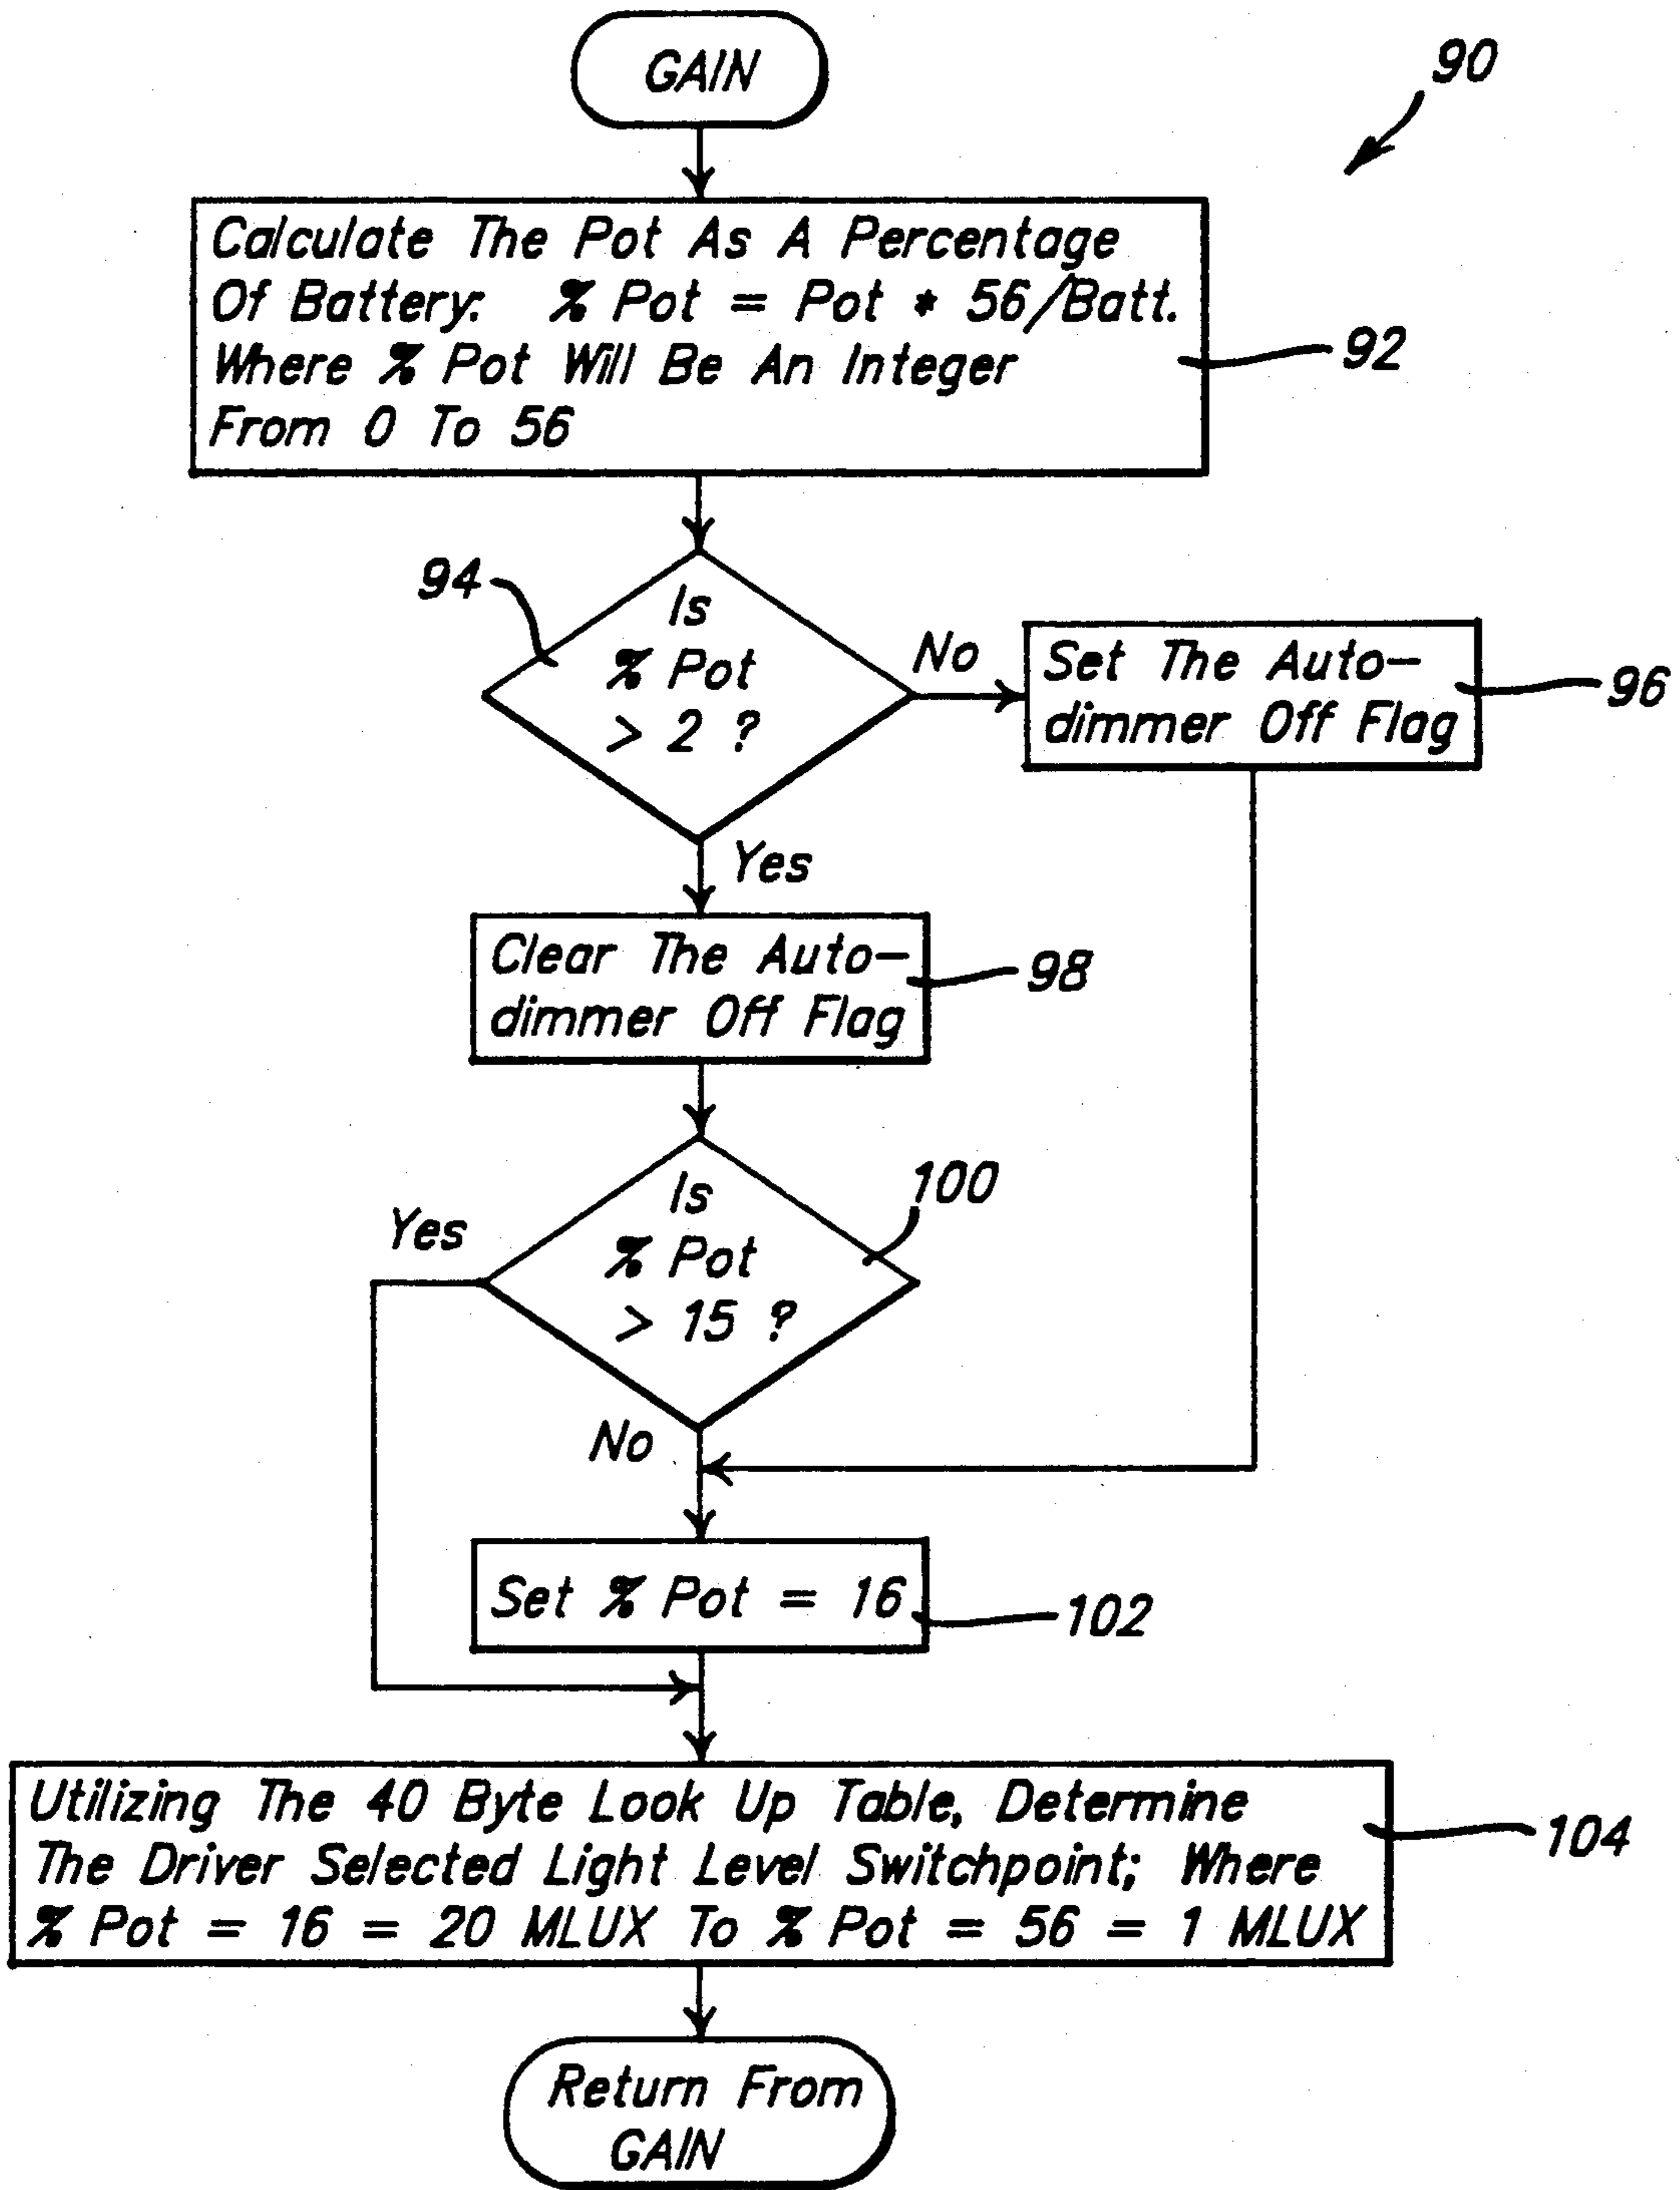 GAIN
90
Calculate The Pot As A Percentage
Of Battery: % Pot = Pot * 56/Batt.
Where % Pot Will Be An Integer
From 0 To 56
92
94
Is
% Pot
> 2 ?
No
Set The Auto-
dimmer Off Flag
96
Yes
Clear The Auto-
dimmer Off Flag
98
Is
% Pot
> 15 ?
100
Yes
No
Set % Pot = 16
102
Utilizing The 40 Byte Look Up Table, Determine
The Driver Selected Light Level Switchpoint; Where
% Pot = 16 = 20 MLUX To % Pot = 56 = 1 MLUX
104
Return From
GAIN